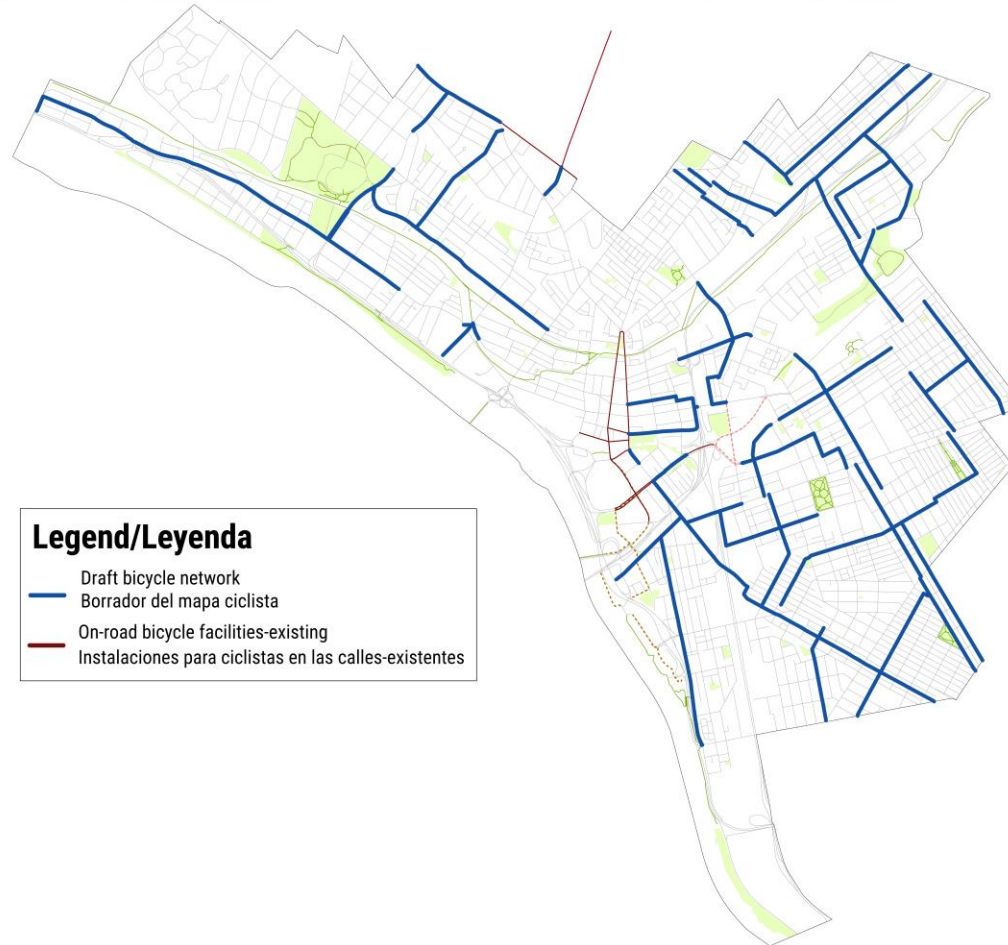 Legend/Leyenda
Draft bicycle network
Borrador del mapa ciclista
On-road bicycle facilities-existing
Instalaciones para ciclistas en las calles-existentes